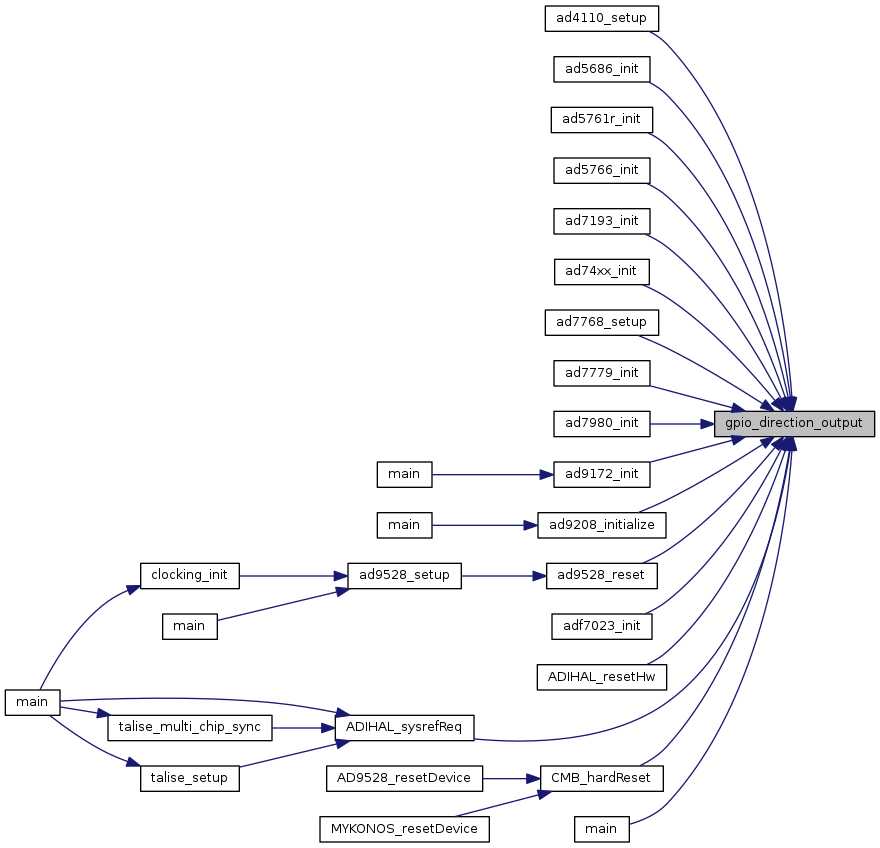 ad4110_setup
ad5686_init
ad5761r_init
ad5766_init
ad7193_init
ad74xx_init
ad7768_setup
ad7779_init
ad7980_init
gpio_direction_output
main
ad9172_init
main
ad9208_initialize
clocking_init
ad9528_setup
ad9528_reset
main
adf7023_init
ADIHAL_resetHw
main
talise_multi_chip_sync
ADIHAL_sysrefReq
talise_setup
AD9528_resetDevice
CMB_hardReset
MYKONOS_resetDevice
main